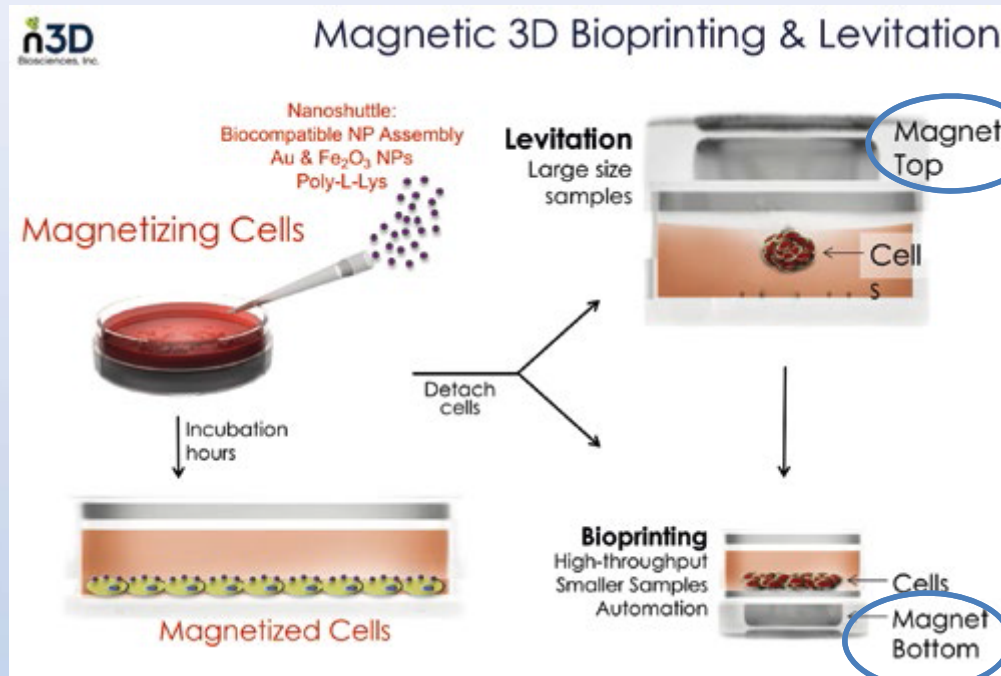 n3D
Biosciences, Inc.
Magnetic 3D Bioprinting & Levitation
Nanoshuttle:
Biocompatible NP Assembly
Au & Fe₂O₃ NPs
Poly-L-Lys
Magnetizing Cells
Incubation
hours
Magnetized Cells
Detach
cells
Levitation
Large size
samples
Magnet
Top
Cell
s
Bioprinting
High-throughput
Smaller Samples
Automation
Cells
Magnet
Bottom